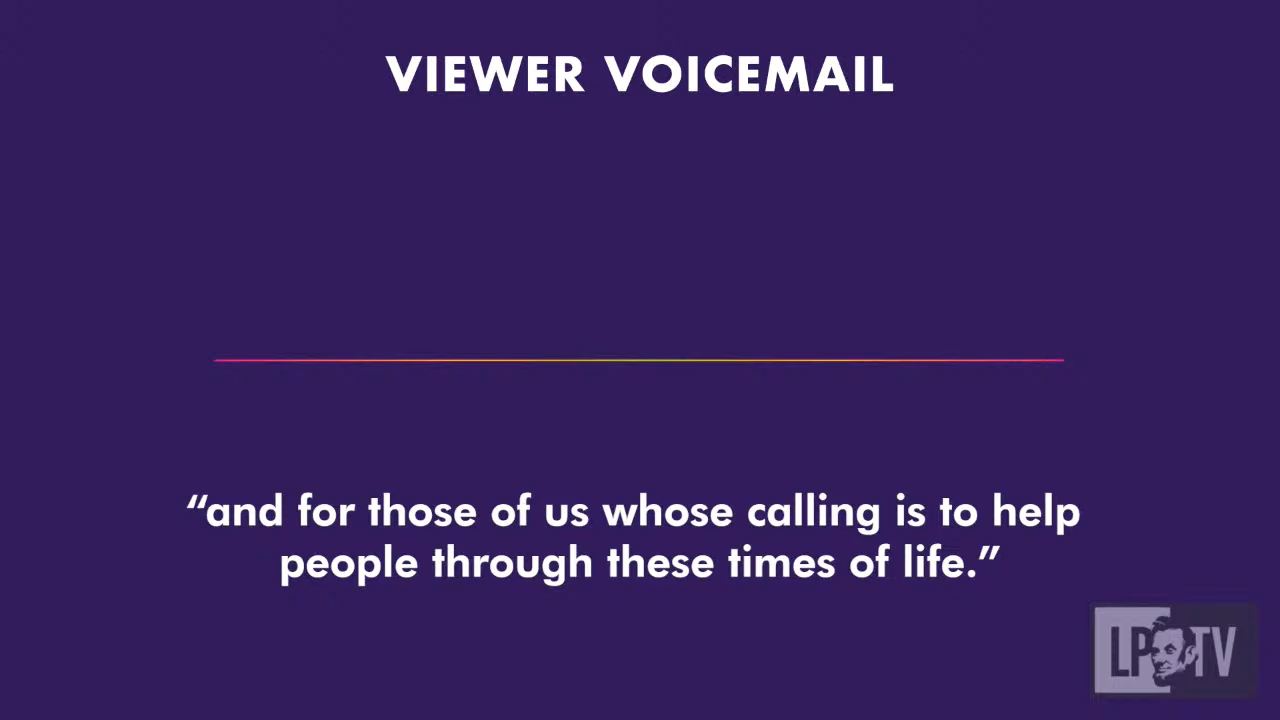 VIEWER VOICEMAIL
“and for those of us whose calling is to help
people through these times of life.”
LP TV